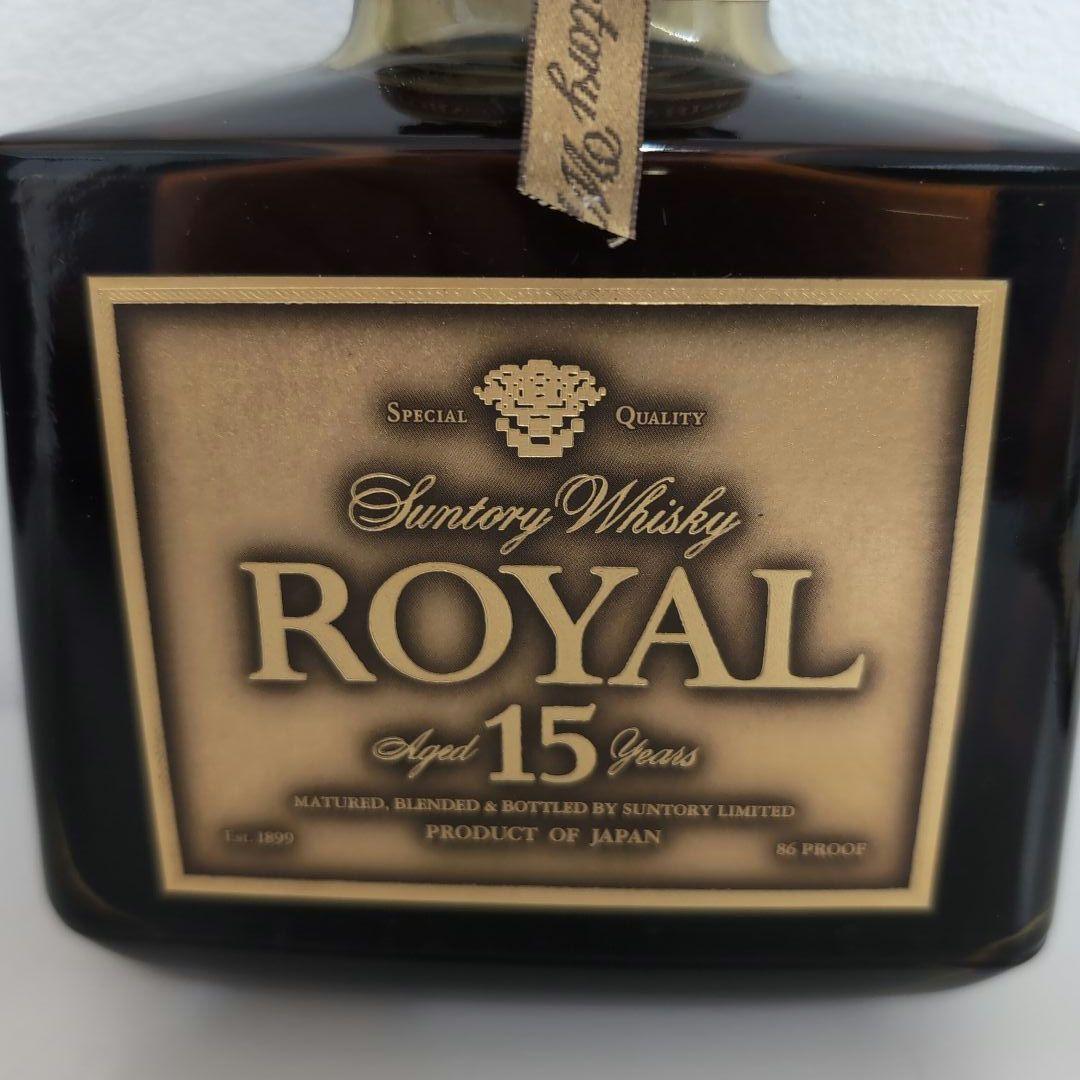 SPECIAL QUALITY
Suntory Whisky
ROYAL
Aged 15 Years
MATURED, BLENDED & BOTTLED BY SUNTORY LIMITED
PRODUCT OF JAPAN
Est. 1899
86 PROOF